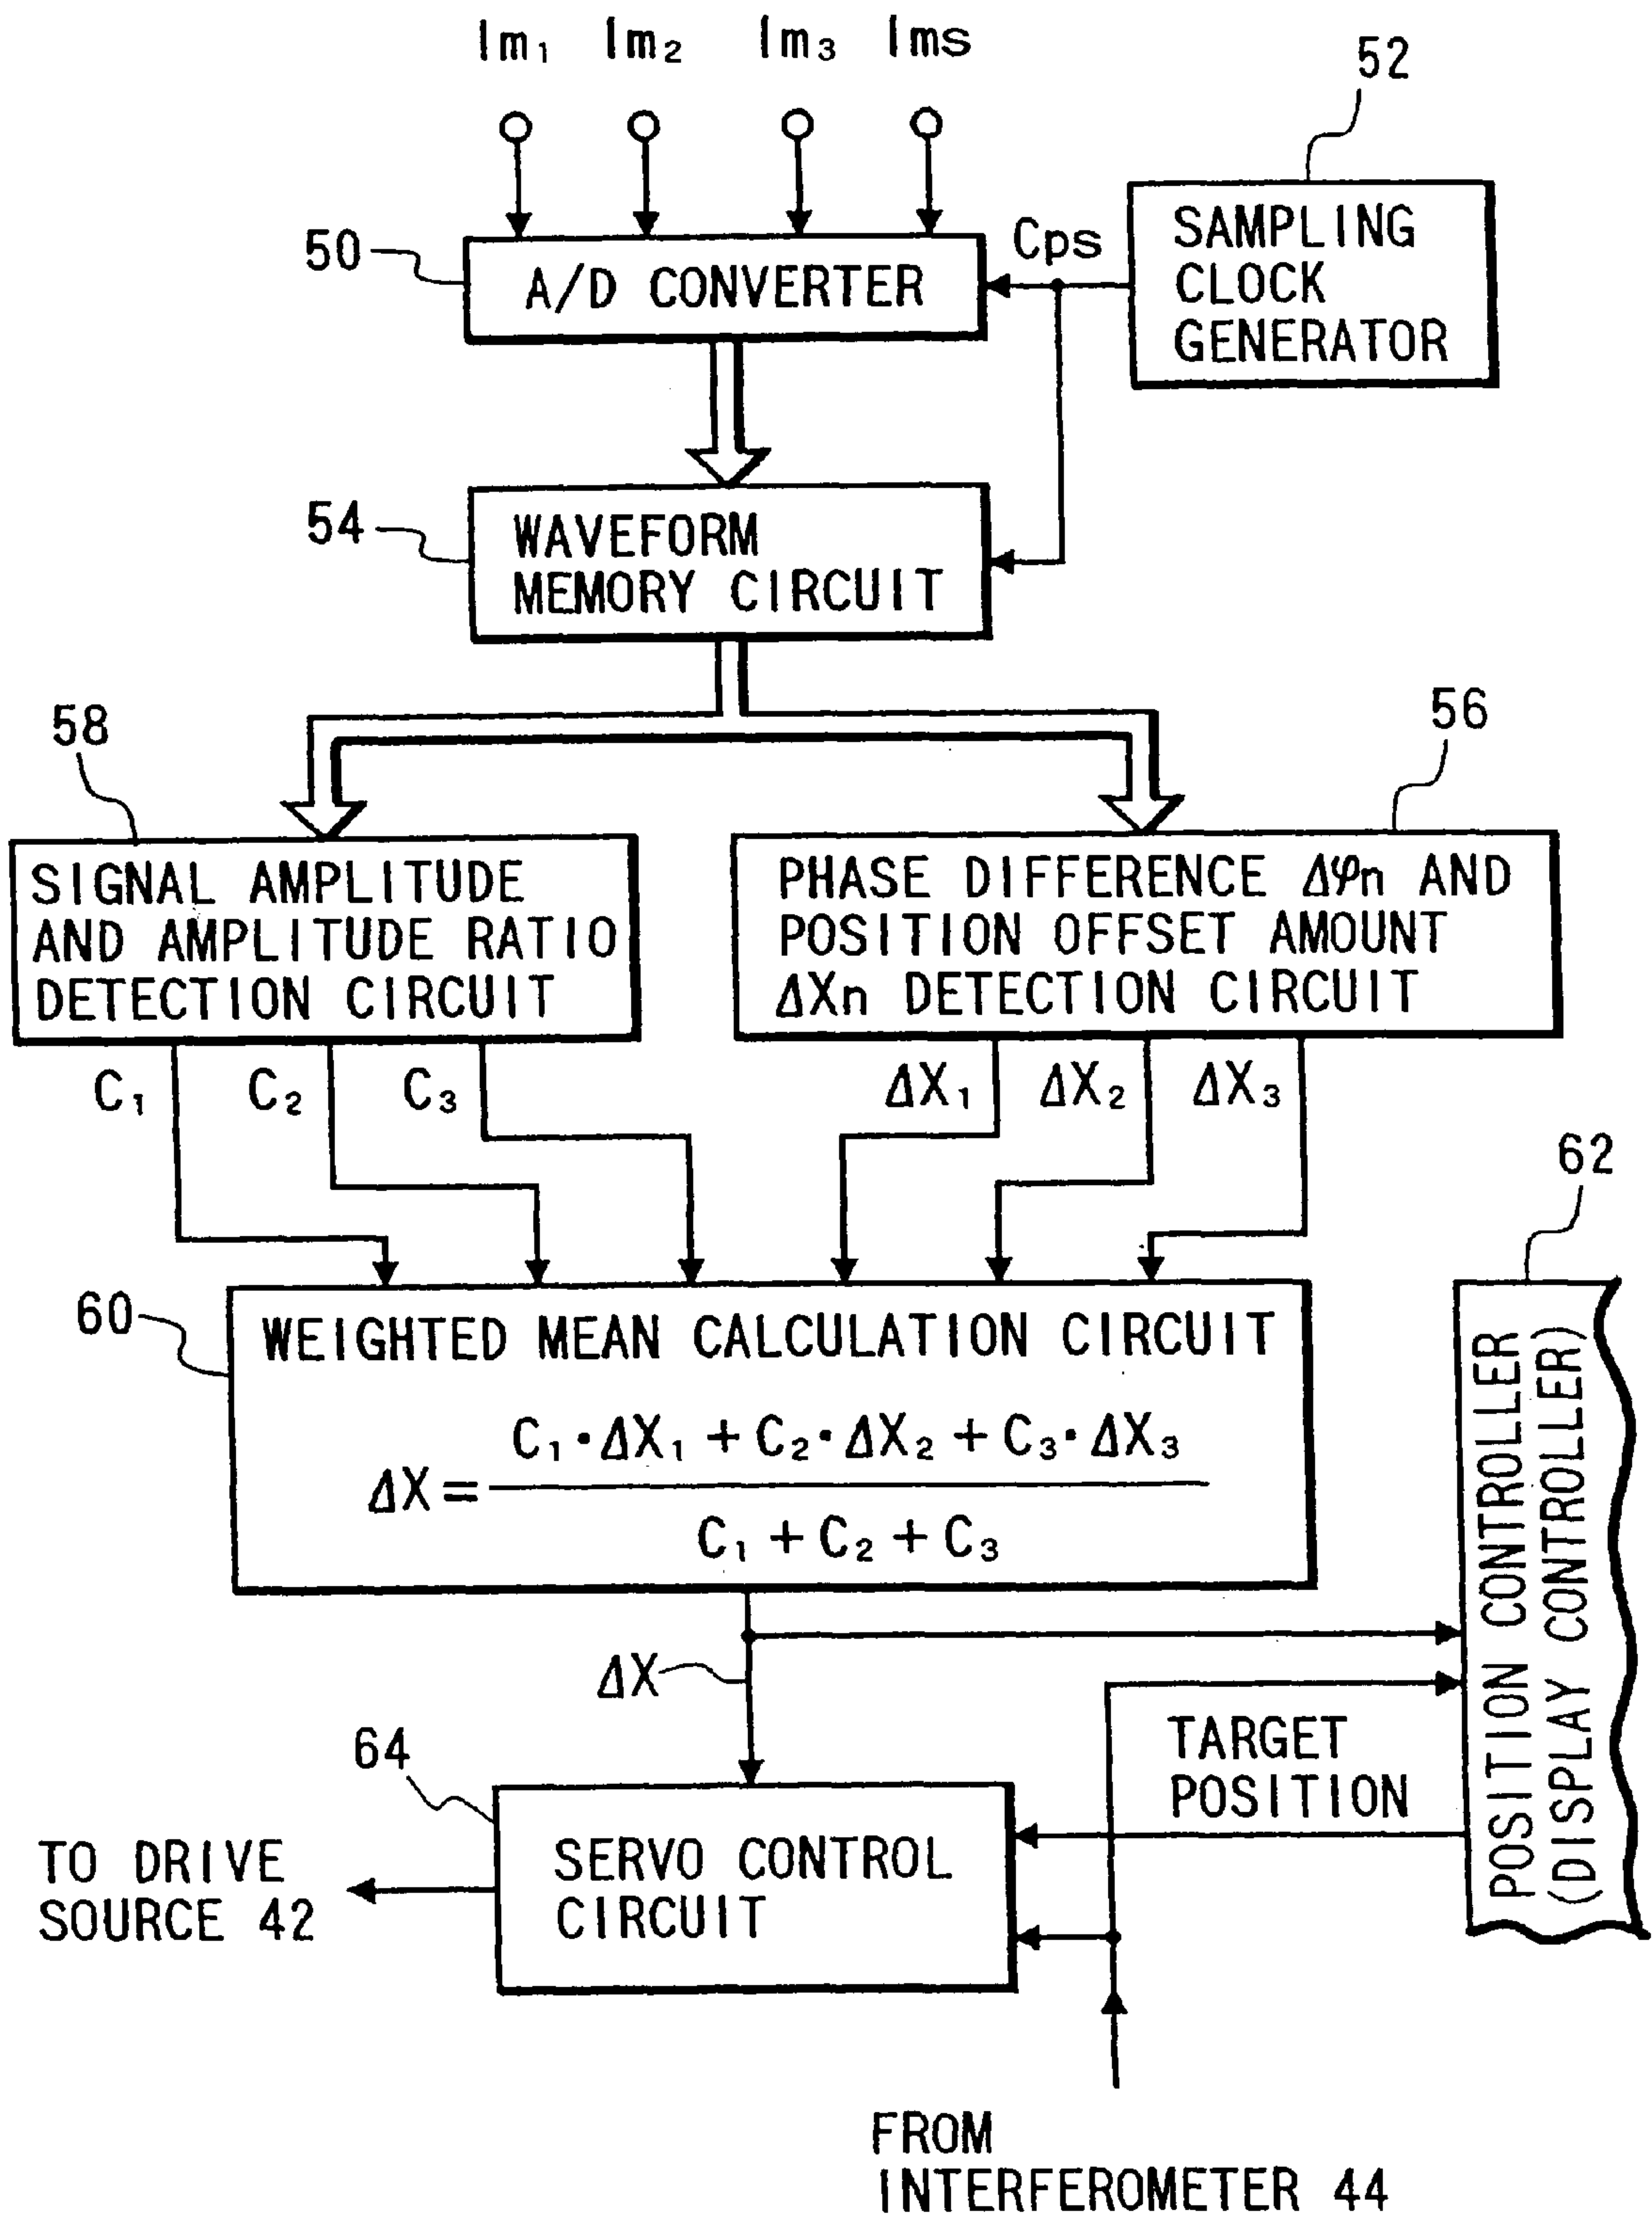 Im₁ Im₂ Im₃ Ims
52
50
A/D CONVERTER
Cps
SAMPLING
CLOCK
GENERATOR
54
WAVEFORM
MEMORY CIRCUIT
58
56
SIGNAL AMPLITUDE
AND AMPLITUDE RATIO
DETECTION CIRCUIT
PHASE DIFFERENCE Δφn AND
POSITION OFFSET AMOUNT
ΔXn DETECTION CIRCUIT
C₁ C₂ C₃
ΔX₁ ΔX₂ ΔX₃
62
60
WEIGHTED MEAN CALCULATION CIRCUIT
C₁·ΔX₁+C₂·ΔX₂+C₃·ΔX₃
ΔX=
C₁+C₂+C₃
POSITION CONTROLLER
(DISPLAY CONTROLLER)
ΔX
64
TARGET
POSITION
TO DRIVE
SOURCE 42
SERVO CONTROL
CIRCUIT
FROM
INTERFEROMETER 44